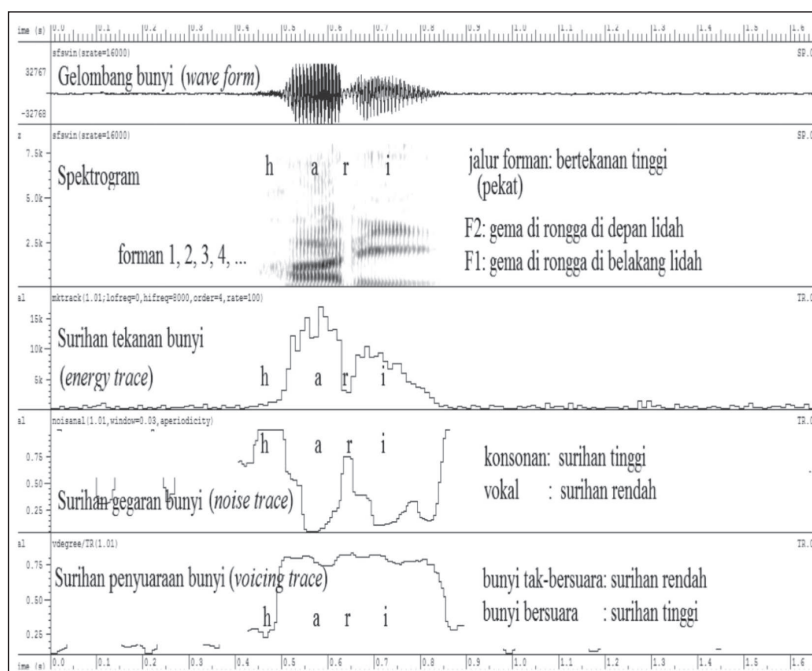 ime (s) 0.0 0.1 0.2 0.3 0.4 0.5 0.6 0.7 0.8 0.9 1.0 1.1 1.2 1.3 1.4 1.5 1.6
sfswin(srate=16000)
32767
Gelombang bunyi (wave form)
-32768
sfswin(srate=16000)
7.5k
h a r i
jalur forman: bertekanan tinggi
Spektrogram
(pekat)
5.0k
F2: gema di rongga di depan lidah
2.5k
forman 1, 2, 3, 4, ...
F1: gema di rongga di belakang lidah
al mktrack(1.01;lofreq=0,hifreq=8000,order=4,rate=100)
15k
Surihan tekanan bunyi
10k
(energy trace)
h a r i
5k
al noisanal(1.01,window=0.03,aperiodicity)
h a r i
0.75
konsonan: surihan tinggi
0.50
vokal : surihan rendah
Surihan gegaran bunyi (noise trace)
0.25
al vdegree/TR(1.01)
0.75
Surihan penyuaraan bunyi (voicing trace)
bunyi tak-bersuara: surihan rendah
0.50
h a r i
bunyi bersuara : surihan tinggi
0.25
ime (s) 0.0 0.1 0.2 0.3 0.4 0.5 0.6 0.7 0.8 0.9 1.0 1.1 1.2 1.3 1.4 1.5 1.6